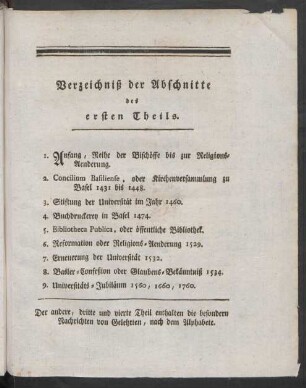 Verzeichniß der Abschnitte
des
ersten Theils.
1. Anfang, Reihe der Bischöffe bis zur Religions-
Aenderung.
2. Concilium Basiliense, oder Kirchenversammlung zu
Basel 1431 bis 1448.
3. Stiftung der Universität im Jahr 1460.
4. Buchdruckerey in Basel 1474.
5. Bibliotheca Publica, oder öffentliche Bibliothek.
6. Reformation oder Religions-Aenderung 1529.
7. Erneuerung der Universität 1532.
8. Basler-Confeßion oder Glaubens-Bekänntniß 1534.
9. Universitäts-Jubiläum 1560, 1660, 1760.
Der andere, dritte und vierte Theil enthalten die besondern
Nachrichten von Gelehrten, nach dem Alphabete.